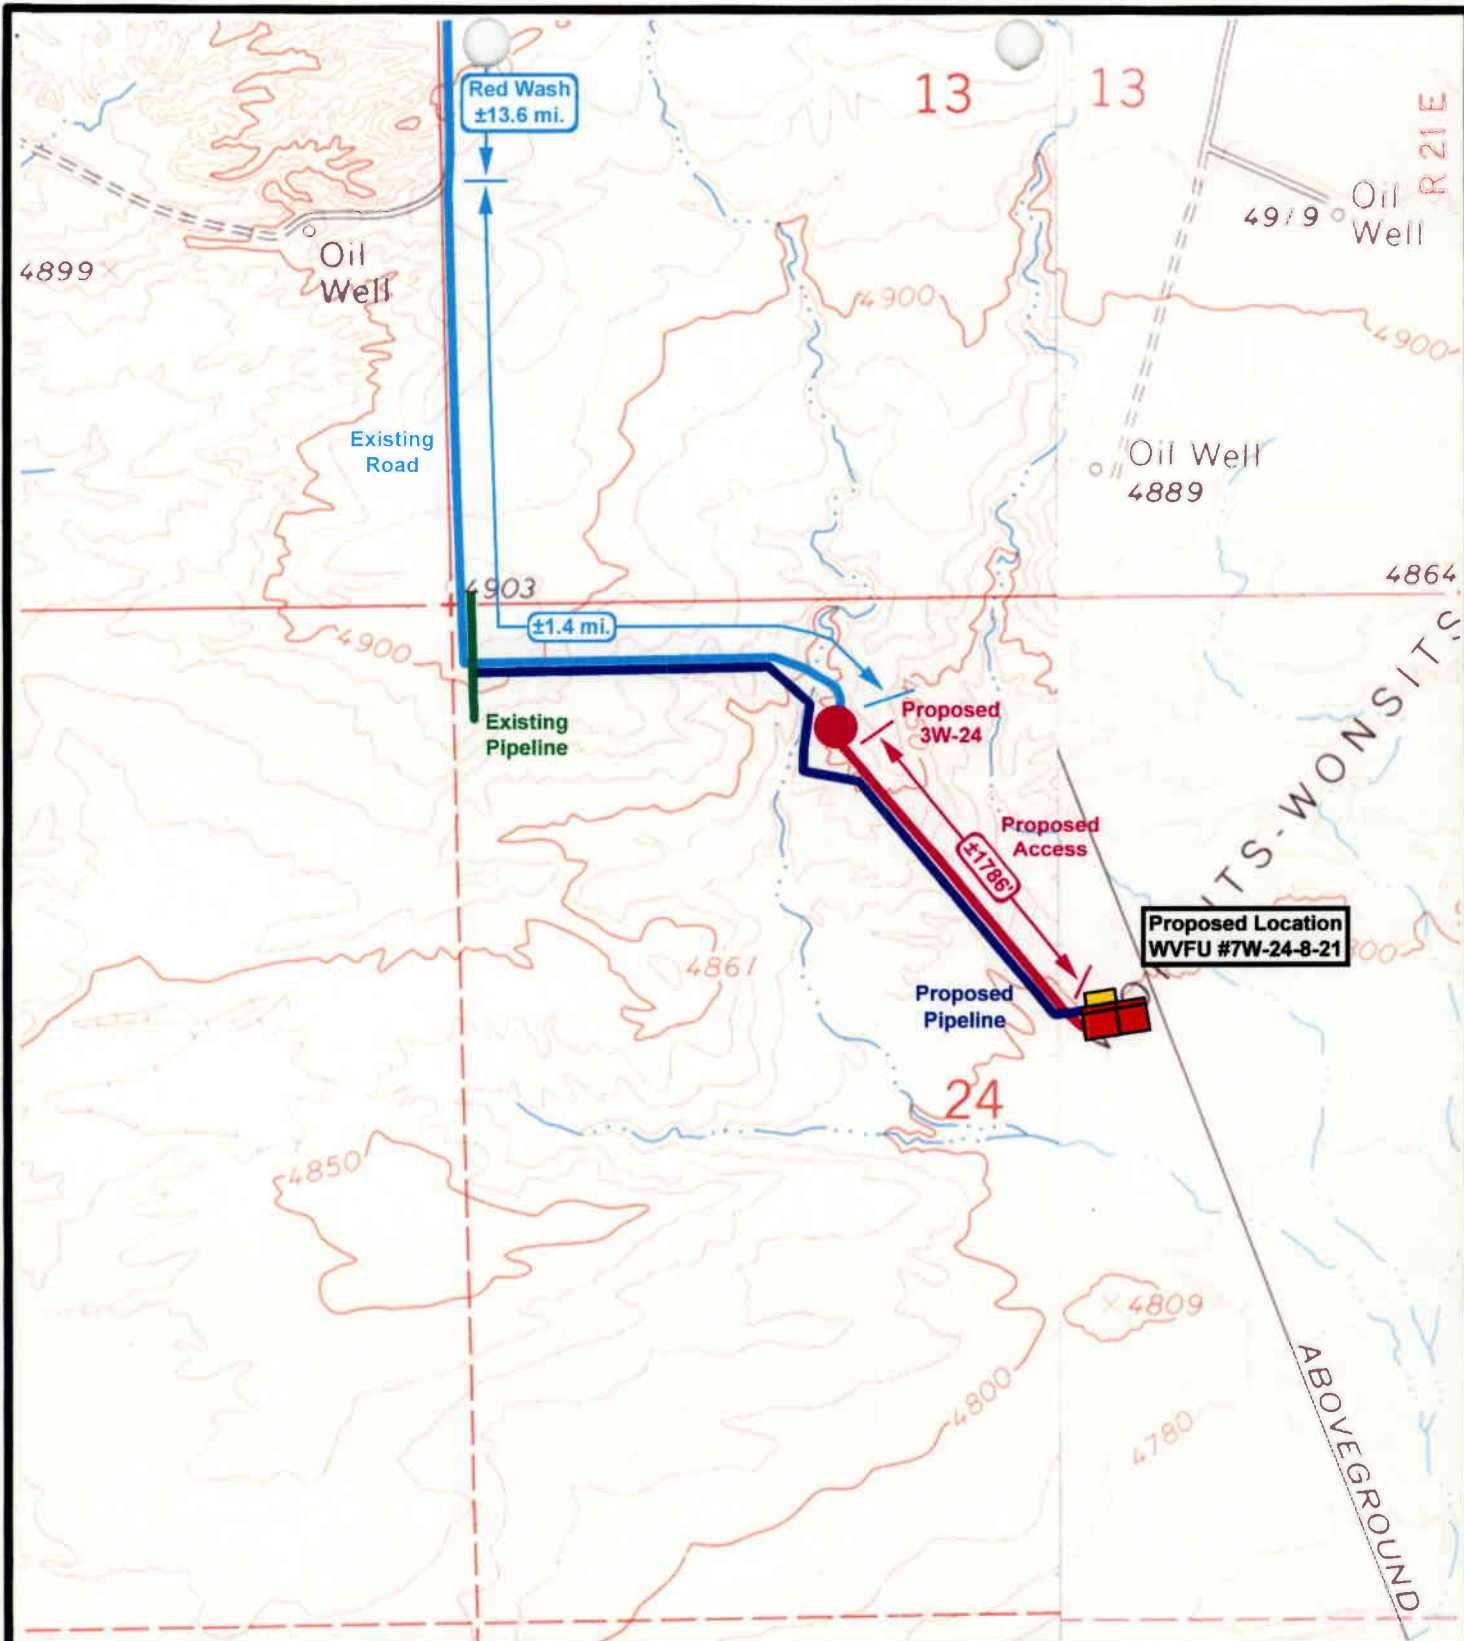 Red Wash
±13.6 mi.
13
13
R 21 E
4899
Oil
Well
4919
Oil
Well
4900
4900
Existing
Road
Oil Well
4889
4903
4864
4900
±1.4 mi.
Existing
Pipeline
Proposed
3W-24
Proposed
Access
±1786'
ITS-WONSITS
Proposed Location
WVFU #7W-24-8-21
4861
Proposed
Pipeline
24
4850
4809
4800
4780
ABOVEGROUND